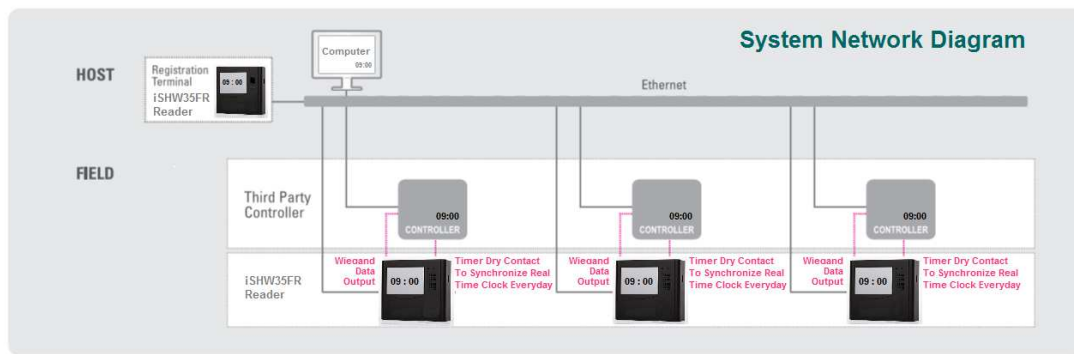 System Network Diagram
HOST
Registration
Terminal
iSHW35FR
Reader
09 : 00
Computer
09:00
Ethernet
FIELD
Third Party
Controller
09:00
CONTROLLER
09:00
CONTROLLER
09:00
CONTROLLER
iSHW35FR
Reader
Wiegand
Data
Output
09 : 00
Timer Dry Contact
To Synchronize Real
Time Clock Everyday
Wiegand
Data
Output
09 : 00
Timer Dry Contact
To Synchronize Real
Time Clock Everyday
Wiegand
Data
Output
09 : 00
Timer Dry Contact
To Synchronize Real
Time Clock Everyday